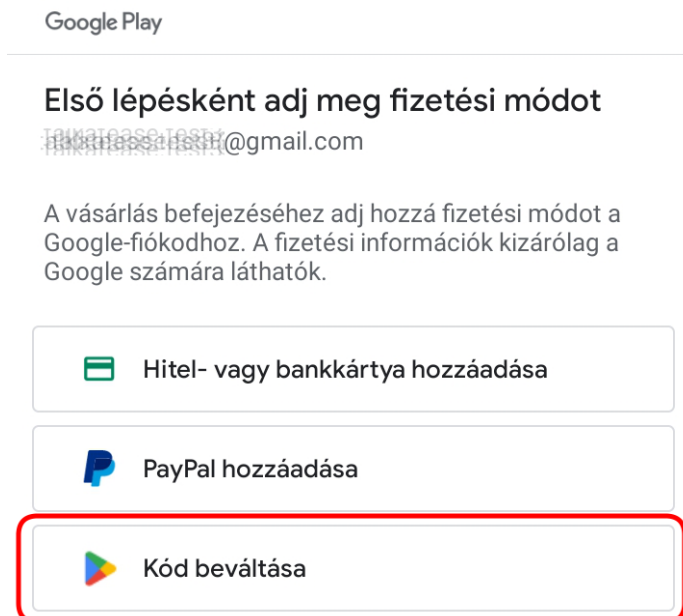 Google Play
Első lépésként adj meg fizetési módot
@gmail.com
A vásárlás befejezéséhez adj hozzá fizetési módot a
Google-fiókodhoz. A fizetési információk kizárólag a
Google számára láthatók.
Hitel- vagy bankkártya hozzáadása
PayPal hozzáadása
Kód beváltása